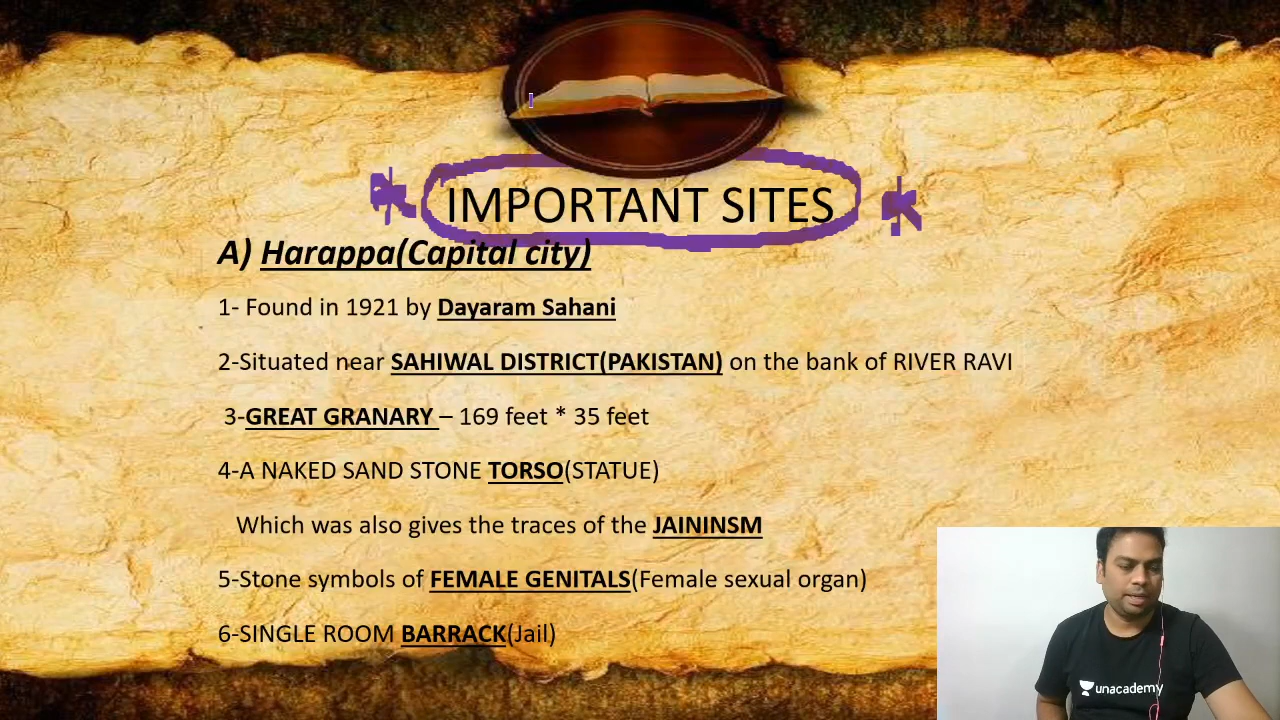 IMPORTANT SITES
A) Harappa(Capital city)
1- Found in 1921 by Dayaram Sahani
2-Situated near SAHIWAL DISTRICT(PAKISTAN) on the bank of RIVER RAVI
3-GREAT GRANARY – 169 feet * 35 feet
4-A NAKED SAND STONE TORSO(STATUE)
Which was also gives the traces of the JAININSM
5-Stone symbols of FEMALE GENITALS(Female sexual organ)
6-SINGLE ROOM BARRACK(Jail)
unacademy